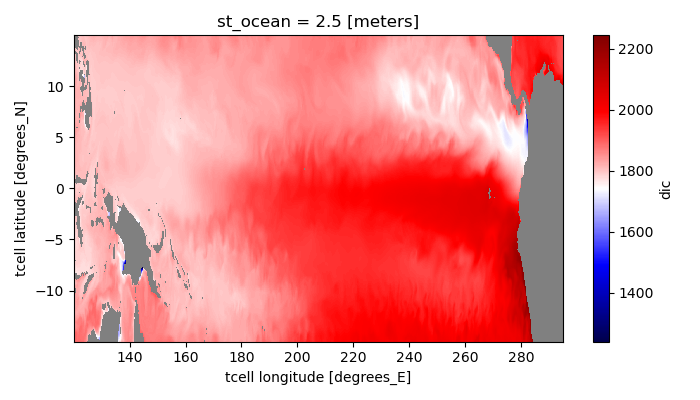 st_ocean = 2.5 [meters]
10
5
0
−5
−10
tcell latitude [degrees_N]
140 160 180 200 220 240 260 280
tcell longitude [degrees_E]
2200
2000
1800
1600
1400
dic